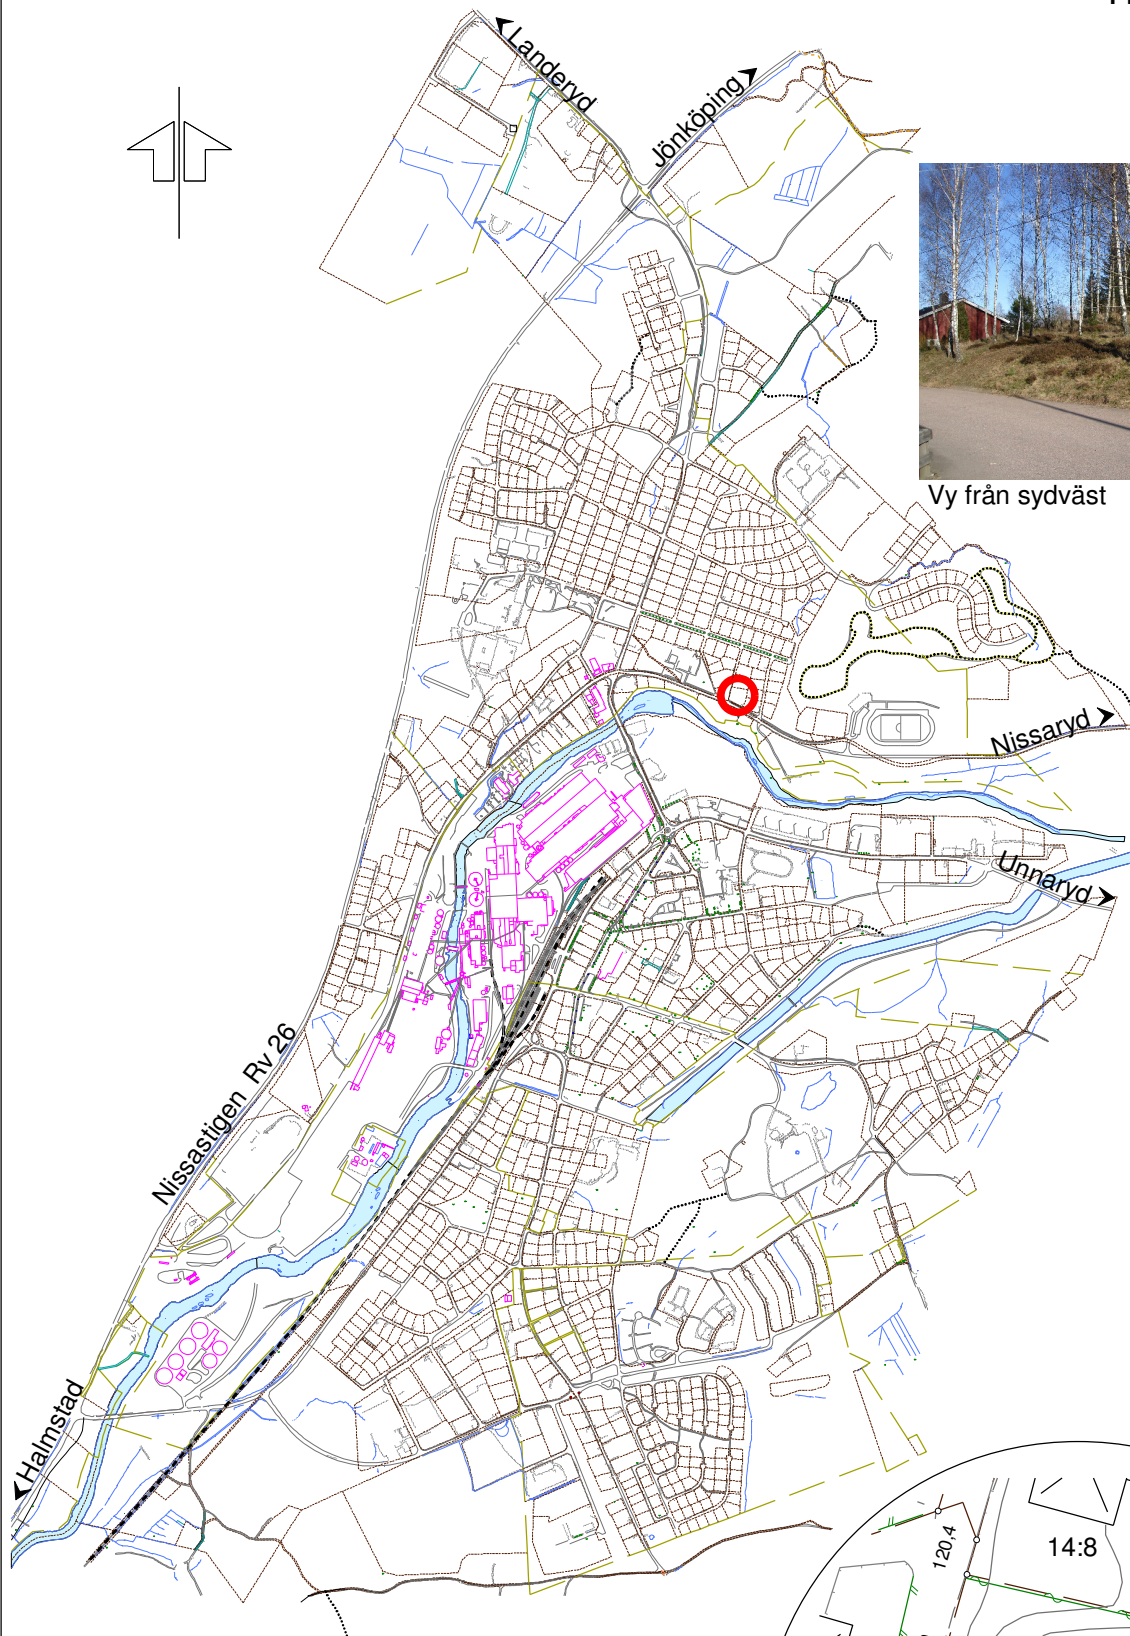 Landeryd
Jönköping
Vy från sydväst
Nissaryd
Unnaryd
Nissastigen Rv 26
Halmstad
120,4
14:8